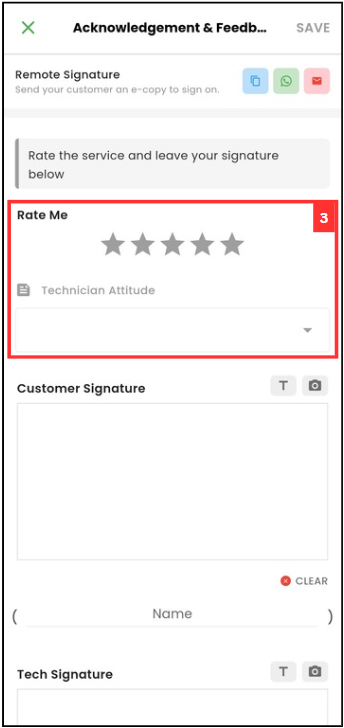 Acknowledgement & Feedb... SAVE
Remote Signature
Send your customer an e-copy to sign on.
Rate the service and leave your signature
below
Rate Me 3
Technician Attitude
Customer Signature T
CLEAR
( Name )
Tech Signature T